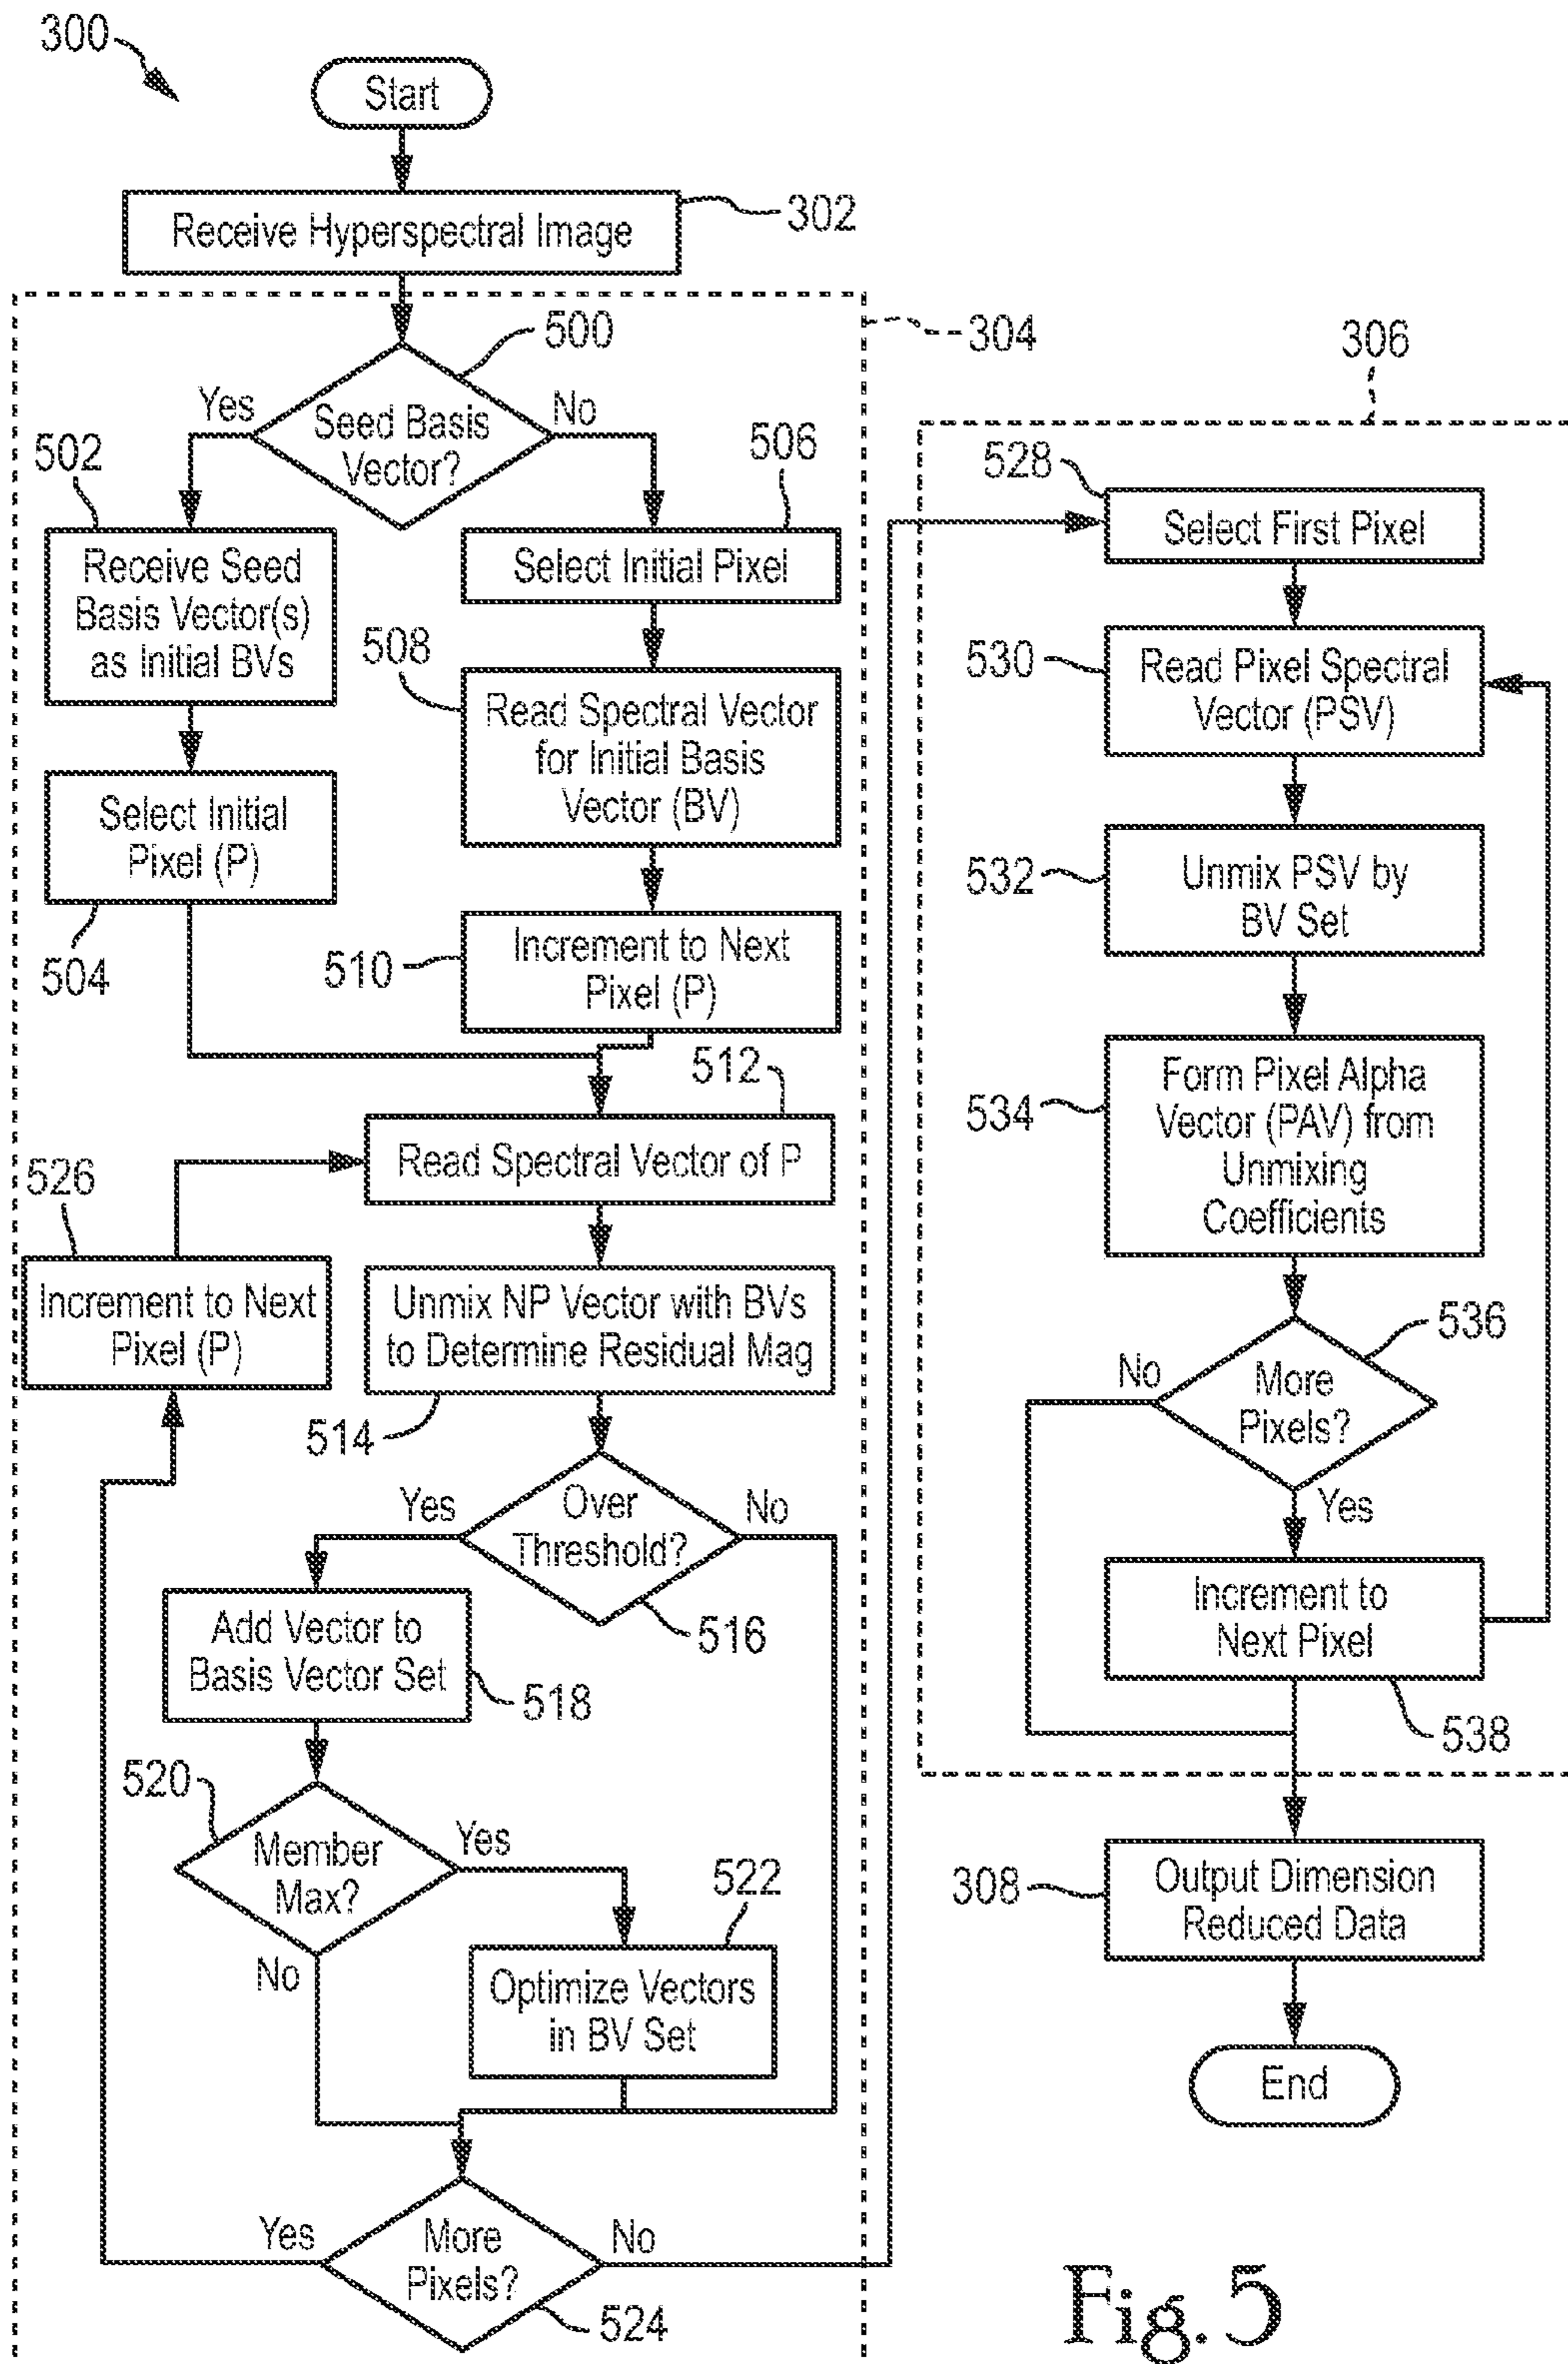 300
Start
Receive Hyperspectral Image
302
304
500
Yes
Seed Basis
Vector?
No
502
Receive Seed
Basis Vector(s)
as Initial BVs
506
Select Initial Pixel
508
Read Spectral Vector
for Initial Basis
Vector (BV)
Select Initial
Pixel (P)
504
510
Increment to Next
Pixel (P)
512
Read Spectral Vector of P
526
Increment to Next
Pixel (P)
Unmix NP Vector with BVs
to Determine Residual Mag
514
Yes
Over
Threshold?
No
516
Add Vector to
Basis Vector Set
518
520
Member
Max?
Yes
No
522
Optimize Vectors
in BV Set
Yes
More
Pixels?
No
524
306
528
Select First Pixel
530
Read Pixel Spectral
Vector (PSV)
532
Unmix PSV by
BV Set
534
Form Pixel Alpha
Vector (PAV) from
Unmixing
Coefficients
536
No
More
Pixels?
Yes
Increment to
Next Pixel
538
308
Output Dimension
Reduced Data
End
Fig. 5